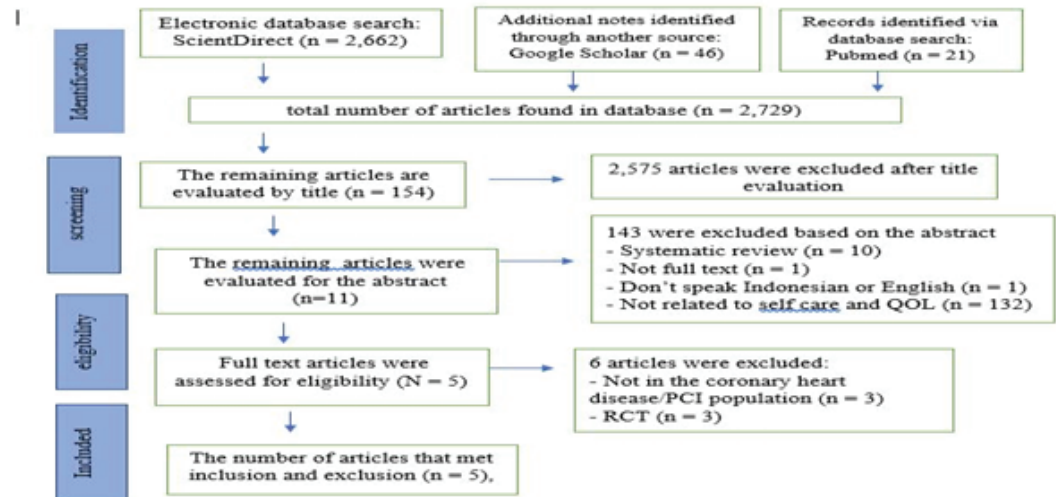 Identification
Electronic database search:
ScientDirect (n = 2,662)
Additional notes identified
through another source:
Google Scholar (n = 46)
Records identified via
database search:
Pubmed (n = 21)
total number of articles found in database (n = 2,729)
screening
The remaining articles are
evaluated by title (n = 154)
2,575 articles were excluded after title
evaluation
The remaining articles were
evaluated for the abstract
(n=11)
143 were excluded based on the abstract
- Systematic review (n = 10)
- Not full text (n = 1)
- Don't speak Indonesian or English (n = 1)
- Not related to self care and QOL (n = 132)
eligibility
Full text articles were
assessed for eligibility (N = 5)
6 articles were excluded:
- Not in the coronary heart
disease/PCI population (n = 3)
- RCT (n = 3)
Included
The number of articles that met
inclusion and exclusion (n = 5),